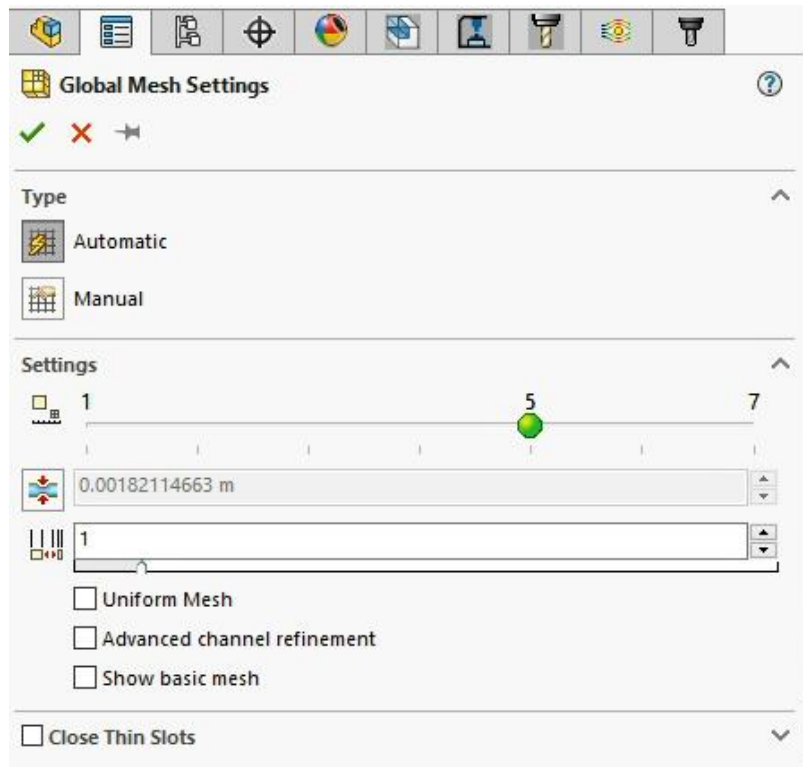 Global Mesh Settings
Type
Automatic
Manual
Settings
1 5 7
0.00182114663 m
1
Uniform Mesh
Advanced channel refinement
Show basic mesh
Close Thin Slots